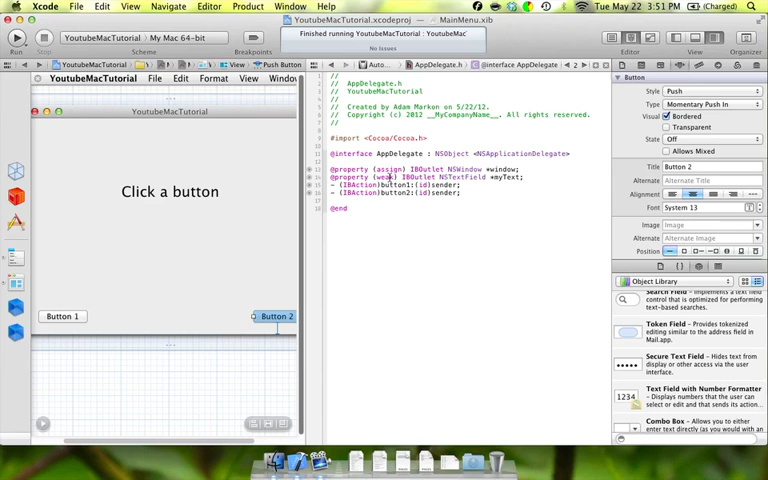 Xcode File Edit View Navigate Editor Product Window Help
Tue May 22 3:51 PM (Charged)
YoutubeMacTutorial.xcodeproj — MainMenu.xib
Run Stop YoutubeMacTutorial My Mac 64-bit
Scheme Breakpoints
Finished running YoutubeMacTutorial : YoutubeMac
No Issues
Editor View Organizer
View Push Button
Auto... AppDelegate.h @interface AppDelegate 2
YoutubeMacTutorial File Edit Format View Window
YoutubeMacTutorial
Click a button
Button 1
Button 2
//
// AppDelegate.h
// YoutubeMacTutorial
//
// Created by Adam Markon on 5/22/12.
// Copyright (c) 2012 __MyCompanyName__. All rights reserved.
//
#import <Cocoa/Cocoa.h>
@interface AppDelegate : NSObject <NSApplicationDelegate>
@property (assign) IBOutlet NSWindow *window;
@property (weak) IBOutlet NSTextField *myText;
- (IBAction)button1:(id)sender;
- (IBAction)button2:(id)sender;
@end
Button
Style Push
Type Momentary Push In
Visual Bordered
Transparent
State Off
Allows Mixed
Title Button 2
Alternate Alternate Title
Alignment
Font System 13
Image Image
Alternate Alternate Image
Position
Object Library
Search Field – Implements a text field
control that is optimized for performing
text-based searches.
Token Field – Provides tokenized
editing similar to the address field in
Mail.app.
Secure Text Field – Hides text from
display or other access via the user
interface.
Text Field with Number Formatter
– Displays numbers that the user can
select or edit and that sends its action...
1234
Combo Box – Allows you to either
enter text directly (as you would with